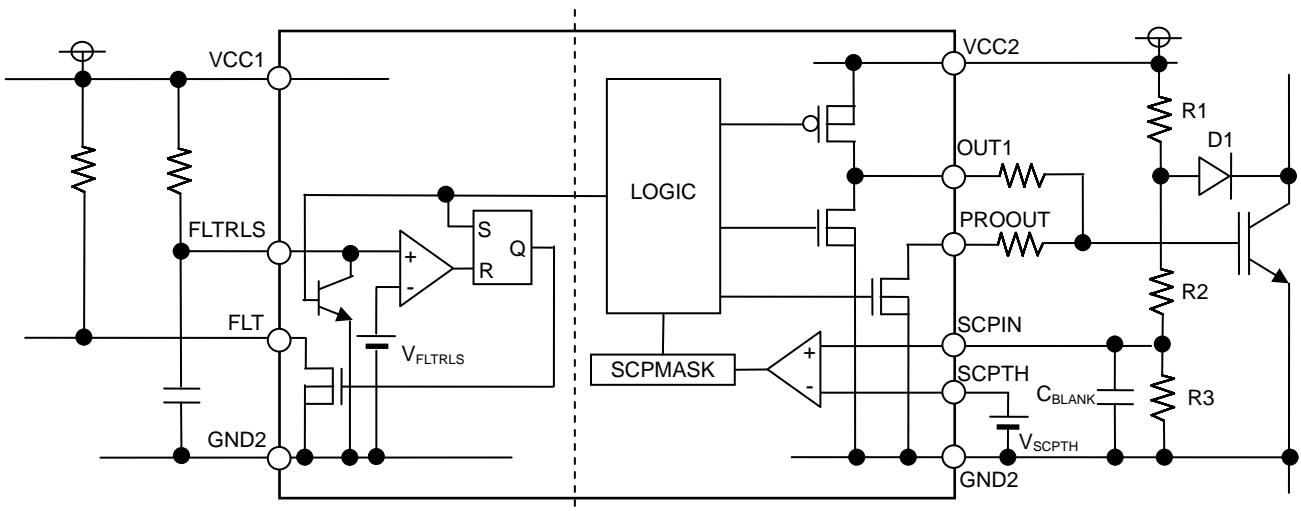 VCC1
VCC2
R1
OUT1
D1
LOGIC
FLTRLS
S
Q
R
PROOUT
+
-
R2
FLT
SCPIN
VFLTRLS
SCPMASK
+
-
SCPTH
CBLANK
R3
GND2
VSCPTH
GND2